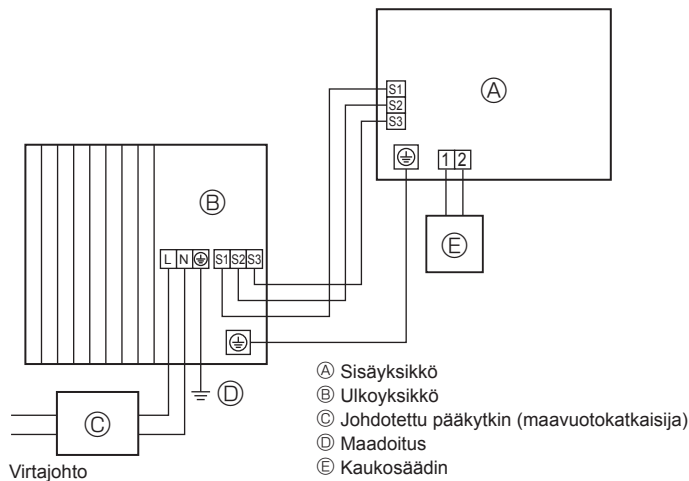 Ⓐ
S1
S2
S3
1 2
Ⓔ
Ⓑ
L N S1 S2 S3
Ⓓ
Ⓒ
Virtajohto
Ⓐ Sisäyksikkö
Ⓑ Ulkoyksikkö
Ⓒ Johdotettu pääkytkin (maavuotokatkaisija)
Ⓓ Maadoitus
Ⓔ Kaukosäädin